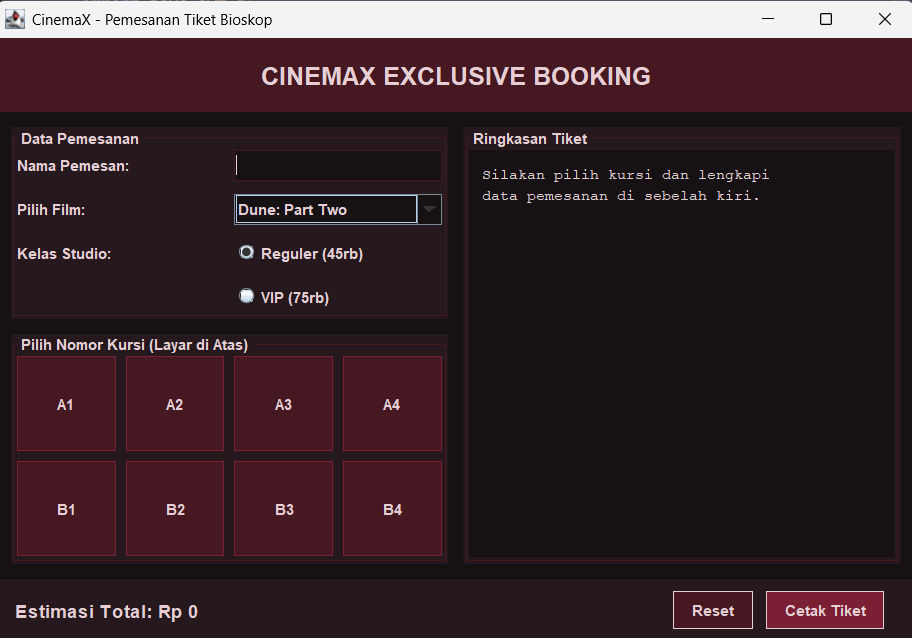 CinemaX - Pemesanan Tiket Bioskop
CINEMAX EXCLUSIVE BOOKING
Data Pemesanan
Nama Pemesan:
Pilih Film:
Dune: Part Two
Kelas Studio:
Reguler (45rb)
VIP (75rb)
Pilih Nomor Kursi (Layar di Atas)
A1 A2 A3 A4
B1 B2 B3 B4
Ringkasan Tiket
Silakan pilih kursi dan lengkapi
data pemesanan di sebelah kiri.
Estimasi Total: Rp 0
Reset
Cetak Tiket